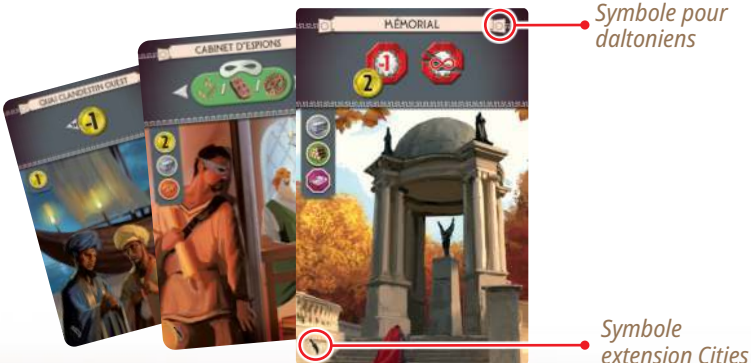 Symbole pour
daltoniens
MÉMORIAL
-1
2
CABINET D'ESPIONS
/ /
2
QUAI CLANDESTIN OUEST
-1
1
Symbole
extension Cities